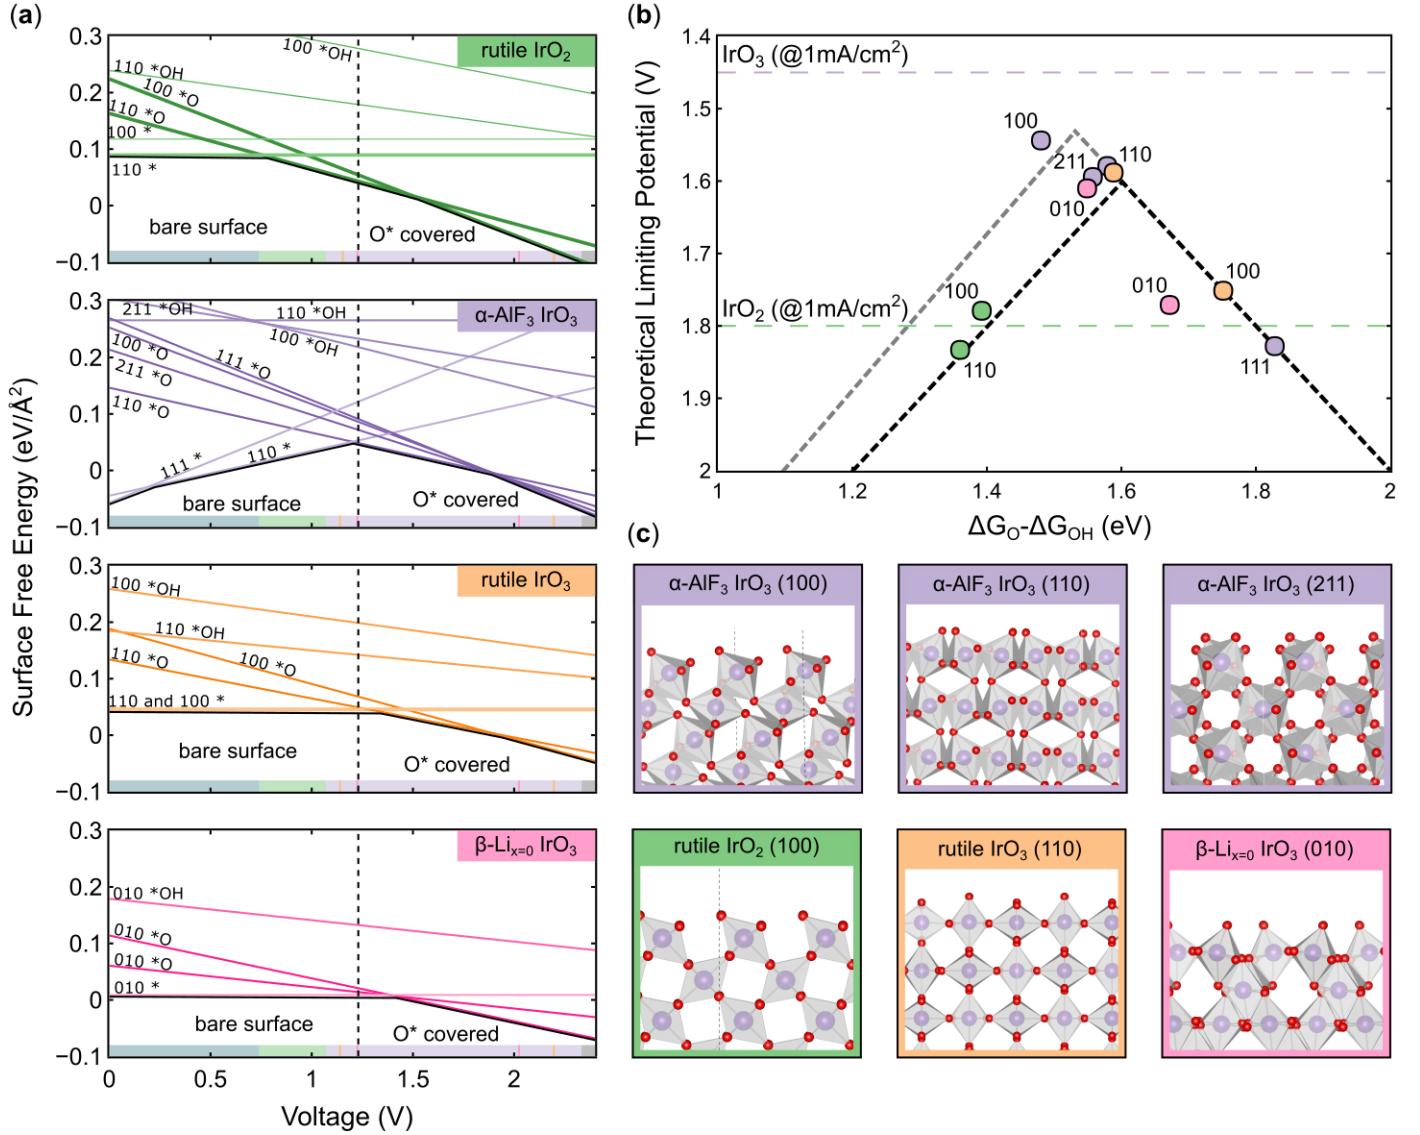 (a)
Surface Free Energy (eV/Å²)
0.3
0.2
0.1
0
−0.1
rutile IrO₂
100 *OH
110 *OH
100 *O
110 *O
100 *
110 *
bare surface
O* covered
0.3
0.2
0.1
0
−0.1
α-AlF₃ IrO₃
211 *OH
110 *OH
100 *OH
100 *O
111 *O
211 *O
110 *O
111 *
110 *
bare surface
O* covered
0.3
0.2
0.1
0
−0.1
rutile IrO₃
100 *OH
110 *OH
110 *O
100 *O
110 and 100 *
bare surface
O* covered
0.3
0.2
0.1
0
−0.1
β-Liₓ₌₀ IrO₃
010 *OH
010 *O
010 *O
010 *
bare surface
O* covered
0
0.5
1
1.5
2
Voltage (V)
(b)
Theoretical Limiting Potential (V)
1.4
1.5
1.6
1.7
1.8
1.9
2
IrO₃ (@1mA/cm²)
100
211
110
010
100
010
100
IrO₂ (@1mA/cm²)
110
111
1
1.2
1.4
1.6
1.8
2
ΔG_O-ΔG_OH (eV)
(c)
α-AlF₃ IrO₃ (100)
α-AlF₃ IrO₃ (110)
α-AlF₃ IrO₃ (211)
rutile IrO₂ (100)
rutile IrO₃ (110)
β-Liₓ₌₀ IrO₃ (010)